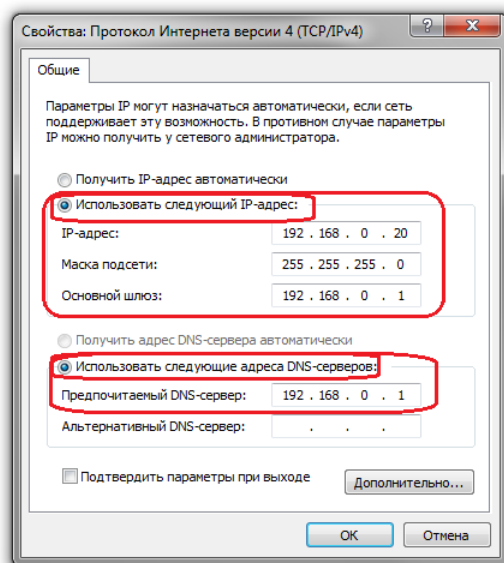 Свойства: Протокол Интернета версии 4 (TCP/IPv4)
Общие
Параметры IP могут назначаться автоматически, если сеть
поддерживает эту возможность. В противном случае параметры
IP можно получить у сетевого администратора.
Получить IP-адрес автоматически
Использовать следующий IP-адрес:
IP-адрес: 192 . 168 . 0 . 20
Маска подсети: 255 . 255 . 255 . 0
Основной шлюз: 192 . 168 . 0 . 1
Получить адрес DNS-сервера автоматически
Использовать следующие адреса DNS-серверов:
Предпочитаемый DNS-сервер: 192 . 168 . 0 . 1
Альтернативный DNS-сервер: . . .
Подтвердить параметры при выходе
Дополнительно...
ОК Отмена